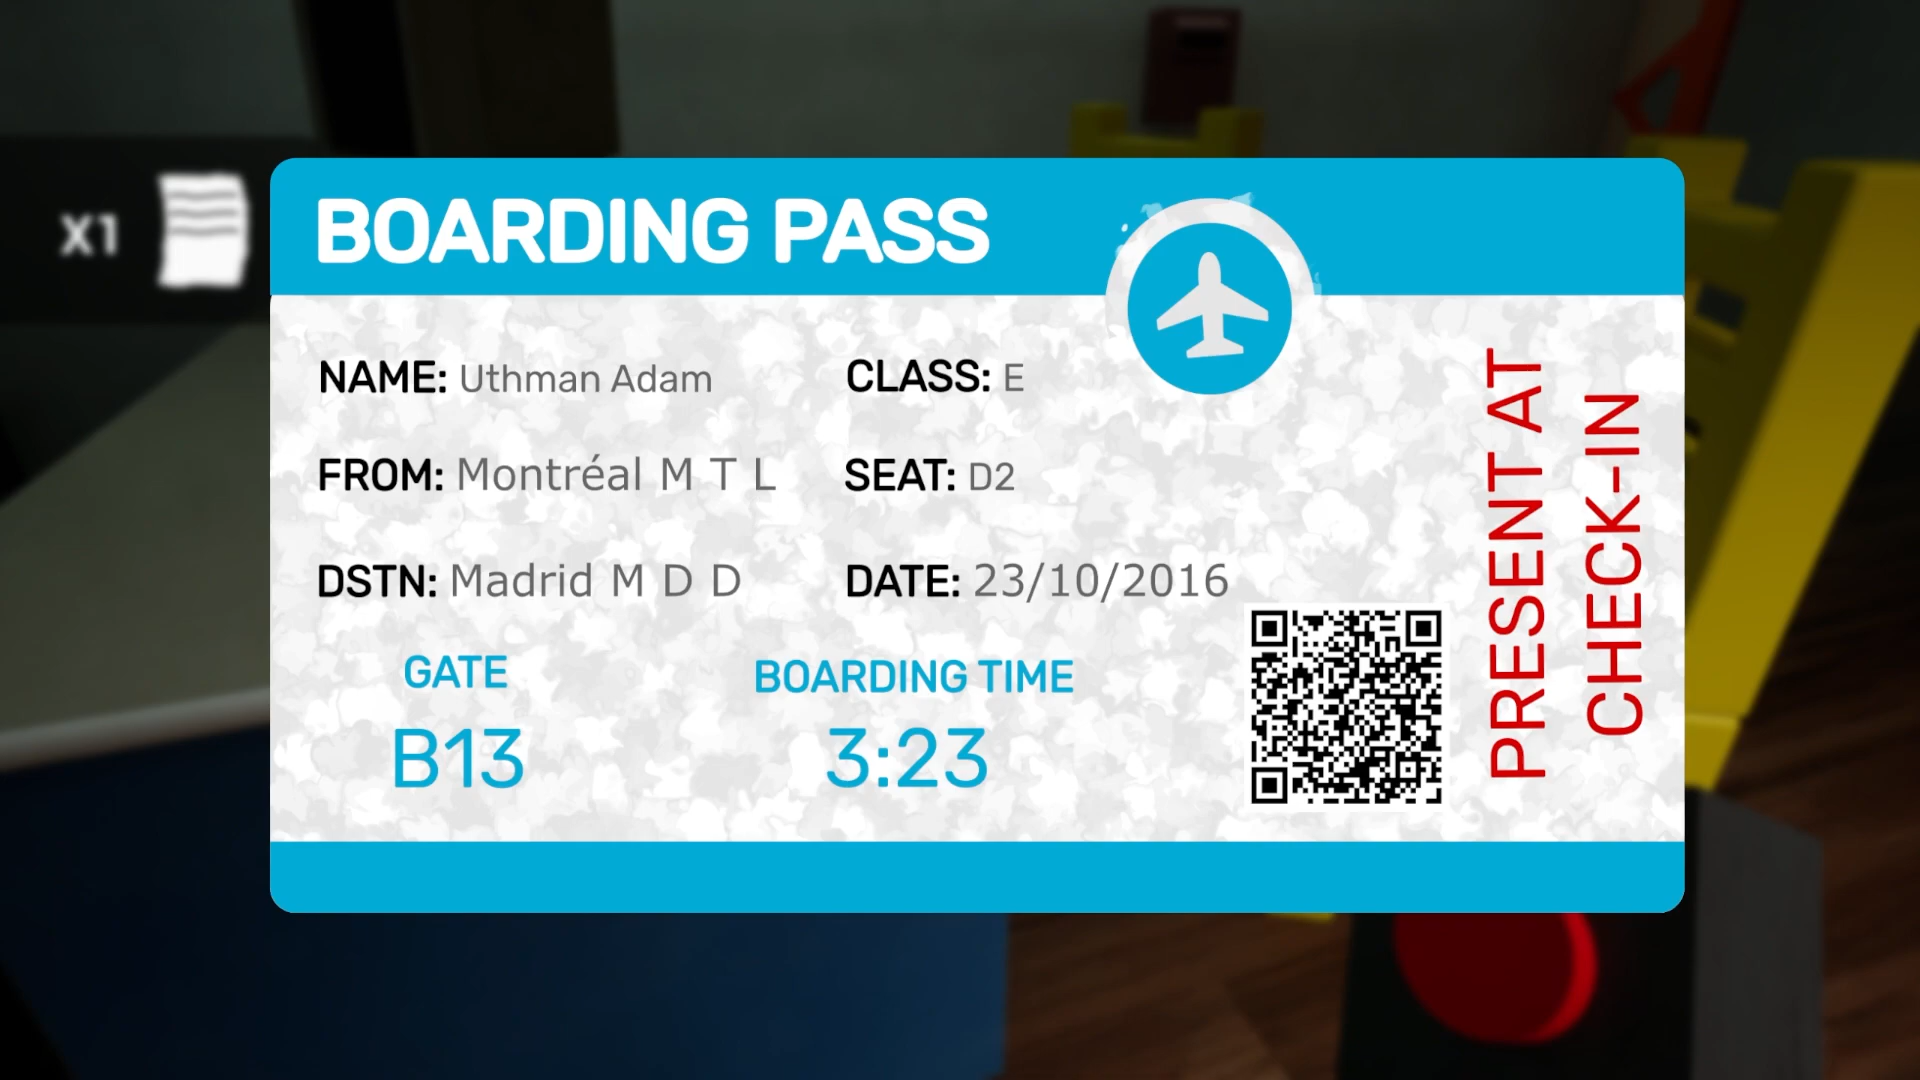 X1
BOARDING PASS
NAME: Uthman Adam
CLASS: E
FROM: Montréal M T L
SEAT: D2
DSTN: Madrid M D D
DATE: 23/10/2016
GATE
B13
BOARDING TIME
3:23
PRESENT AT
CHECK-IN